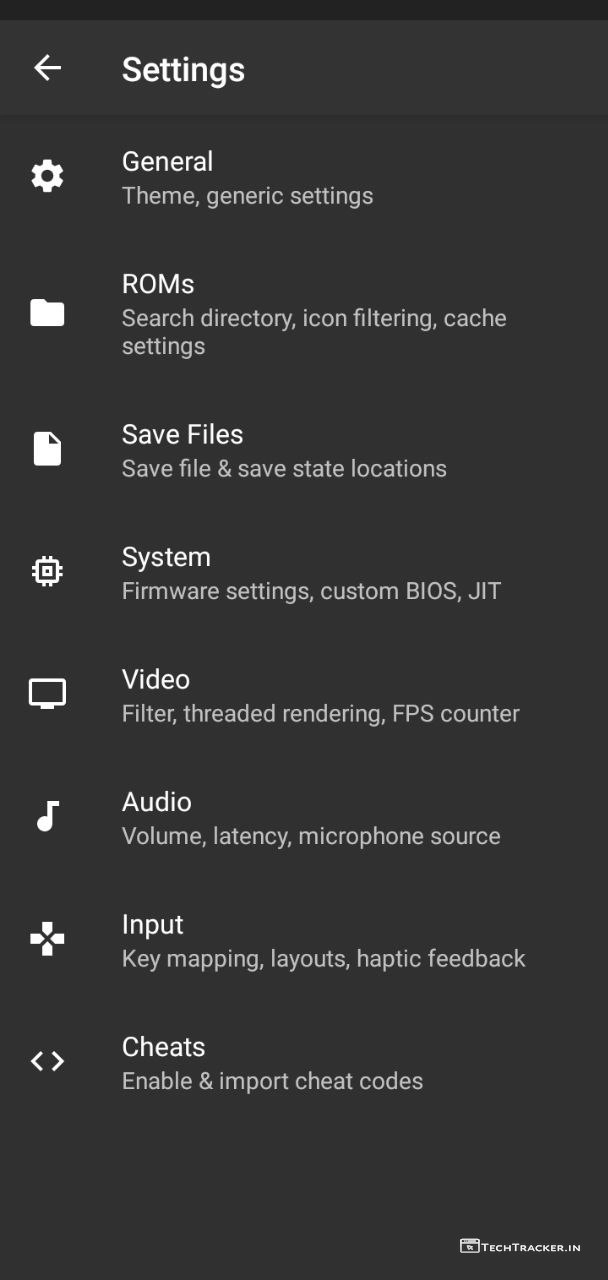 Settings
General
Theme, generic settings
ROMs
Search directory, icon filtering, cache
settings
Save Files
Save file & save state locations
System
Firmware settings, custom BIOS, JIT
Video
Filter, threaded rendering, FPS counter
Audio
Volume, latency, microphone source
Input
Key mapping, layouts, haptic feedback
Cheats
Enable & import cheat codes
TECHTRACKER.IN